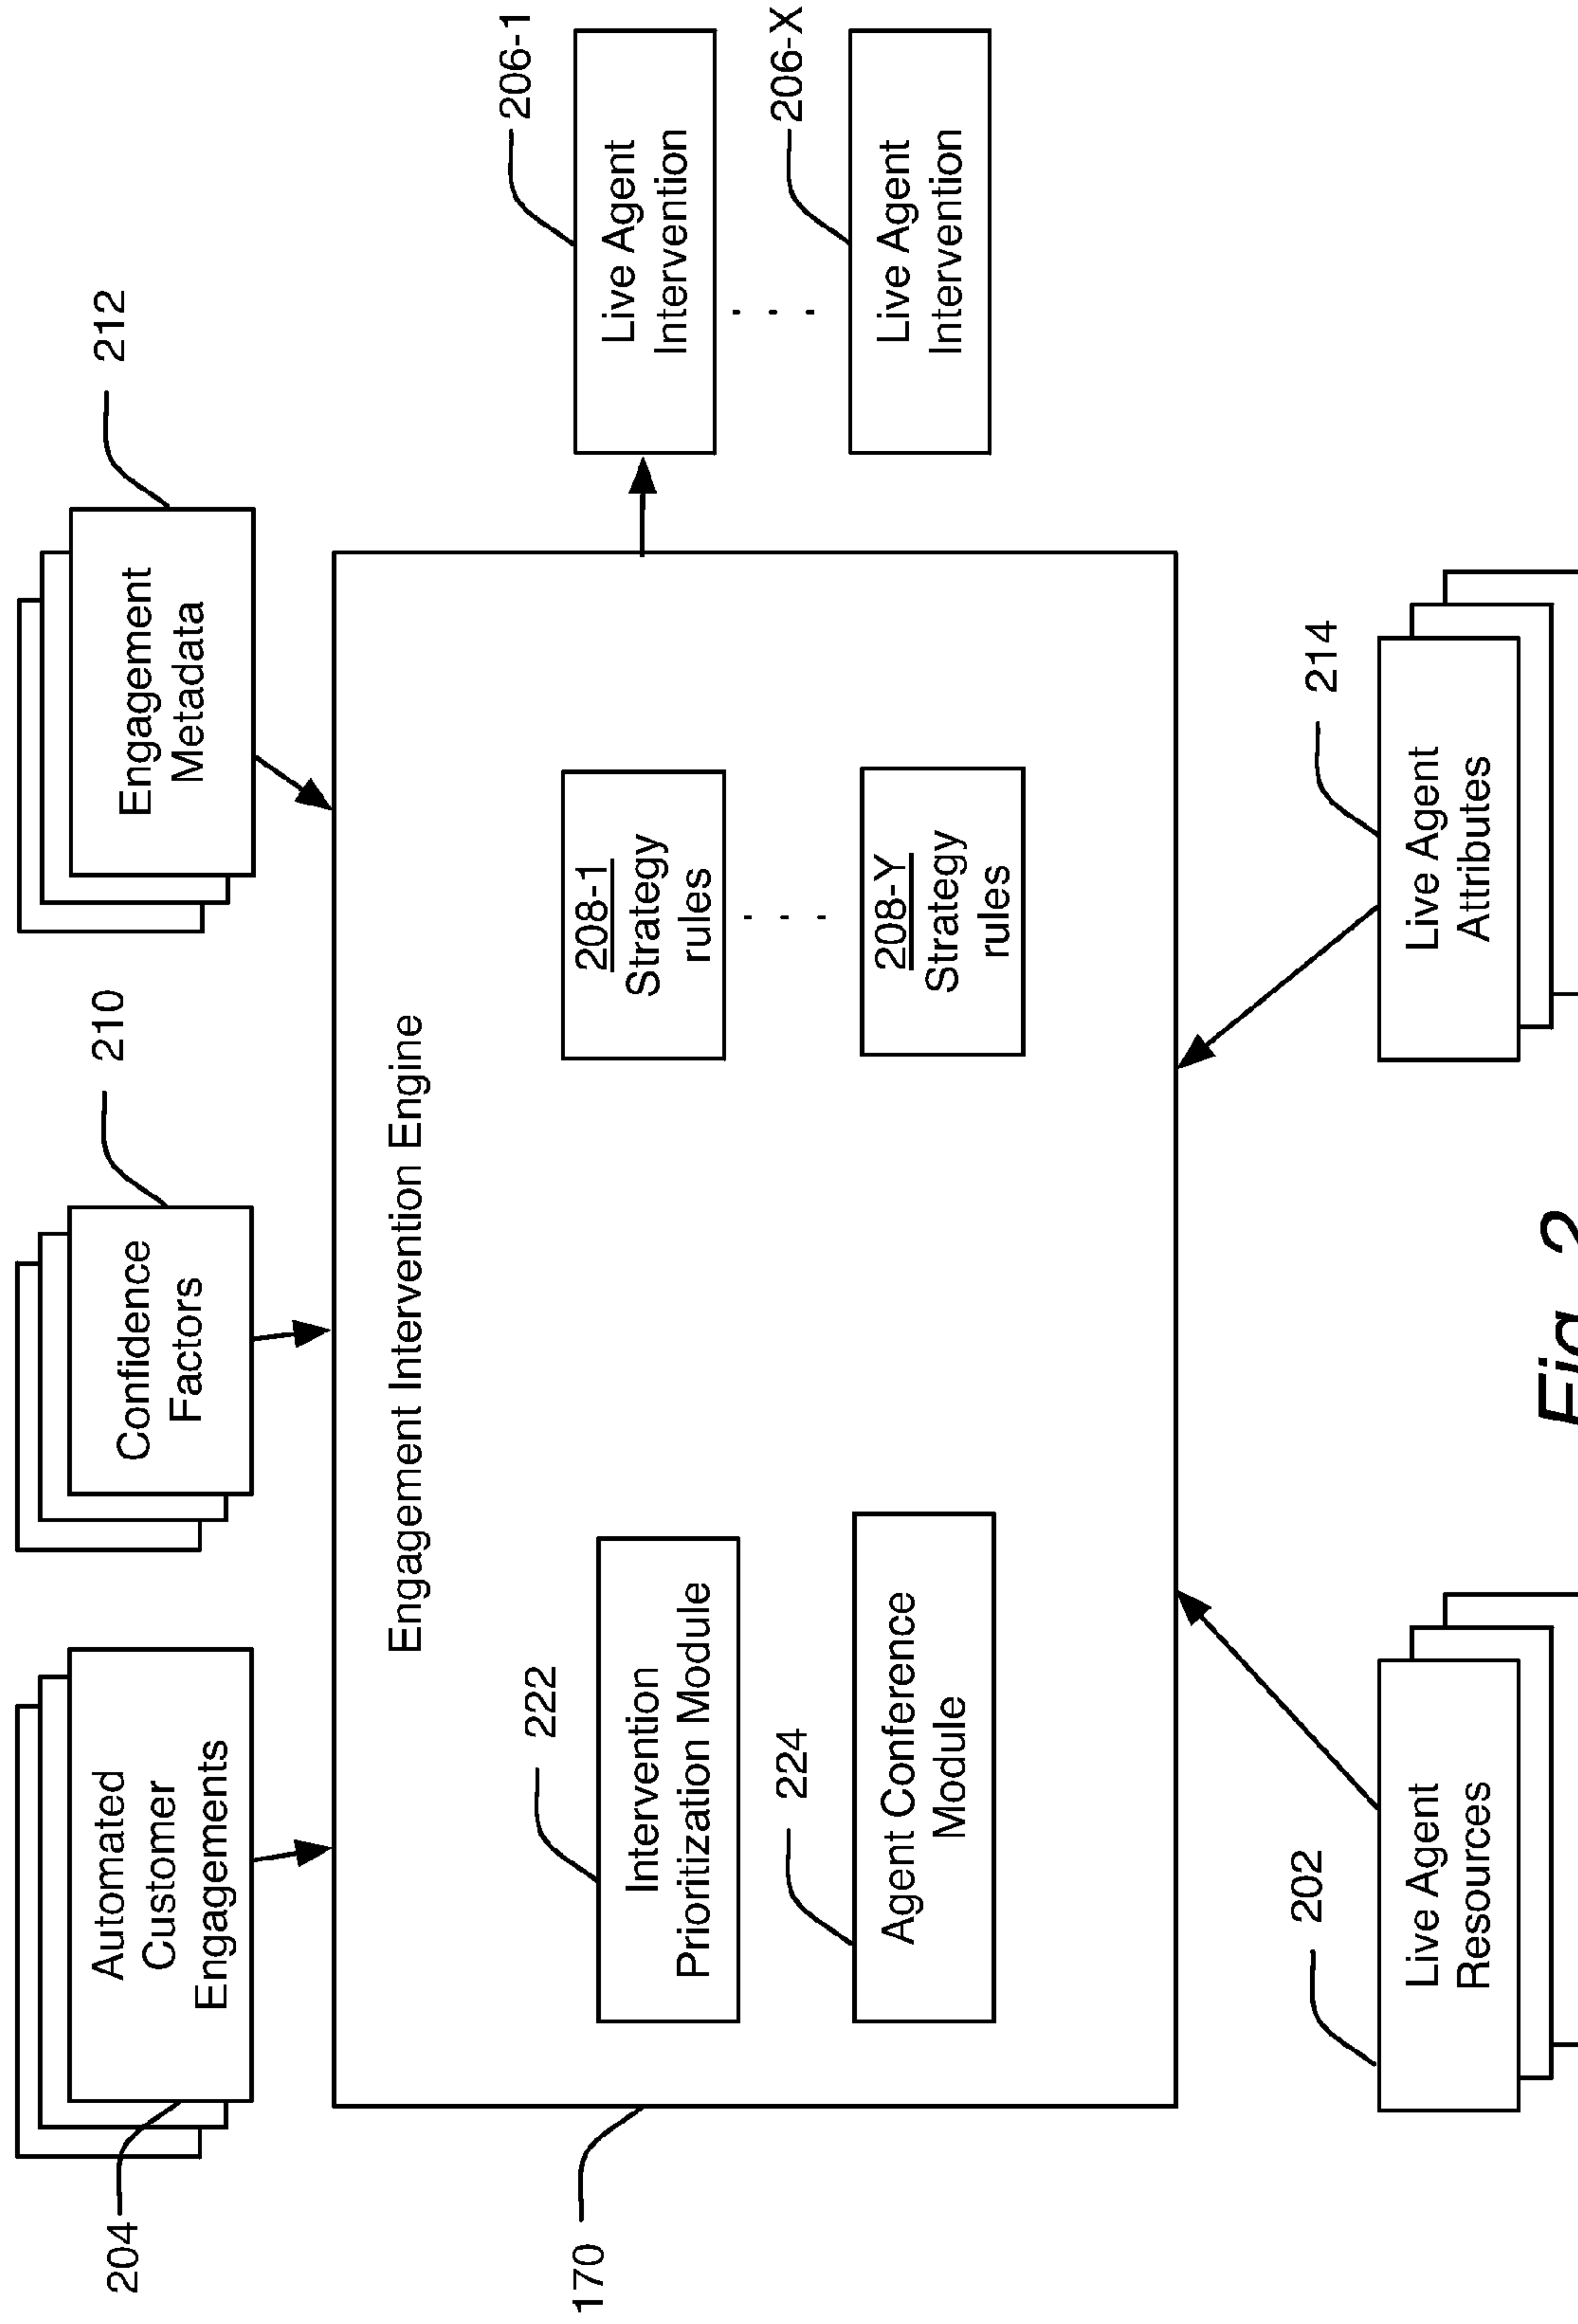 204
Automated
Customer
Engagements
210
Confidence
Factors
212
Engagement
Metadata
170
Engagement Intervention Engine
222
Intervention
Prioritization Module
224
Agent Conference
Module
208-1
Strategy
rules
. . .
208-Y
Strategy
rules
206-1
Live Agent
Intervention
. . .
206-X
Live Agent
Intervention
202
Live Agent
Resources
214
Live Agent
Attributes
Fig. 2